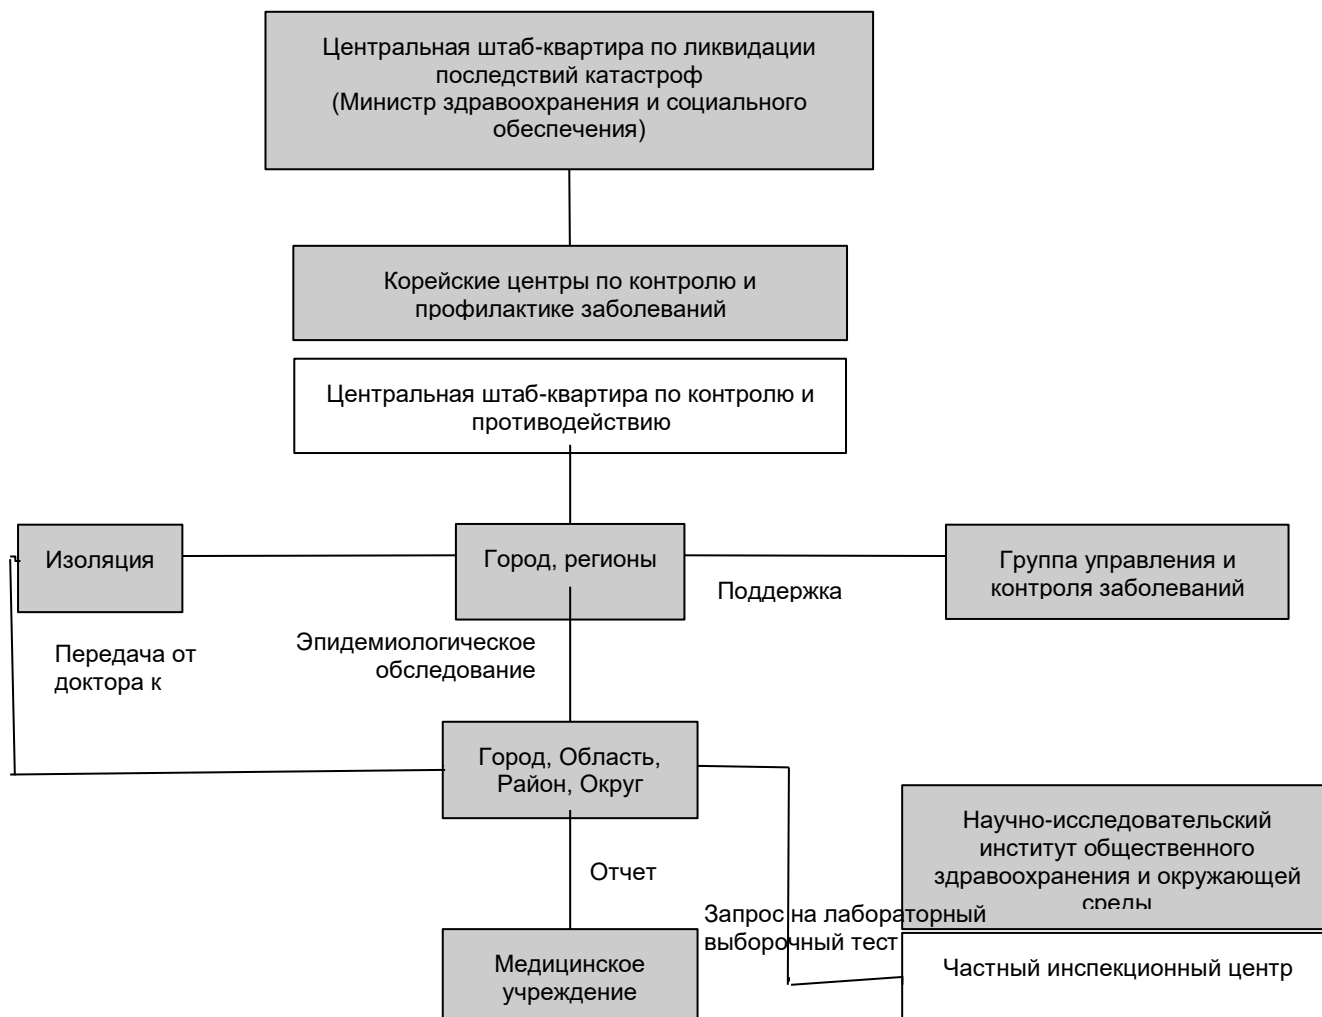 Центральная штаб-квартира по ликвидации
последствий катастроф
(Министр здравоохранения и социального
обеспечения)
Корейские центры по контролю и
профилактике заболеваний
Центральная штаб-квартира по контролю и
противодействию
Изоляция
Город, регионы
Группа управления и
контроля заболеваний
Поддержка
Передача от
доктора к
Эпидемиологическое
обследование
Город, Область,
Район, Округ
Научно-исследовательский
институт общественного
здравоохранения и окружающей
среды
Отчет
Запрос на лабораторный
выборочный тест
Медицинское
учреждение
Частный инспекционный центр